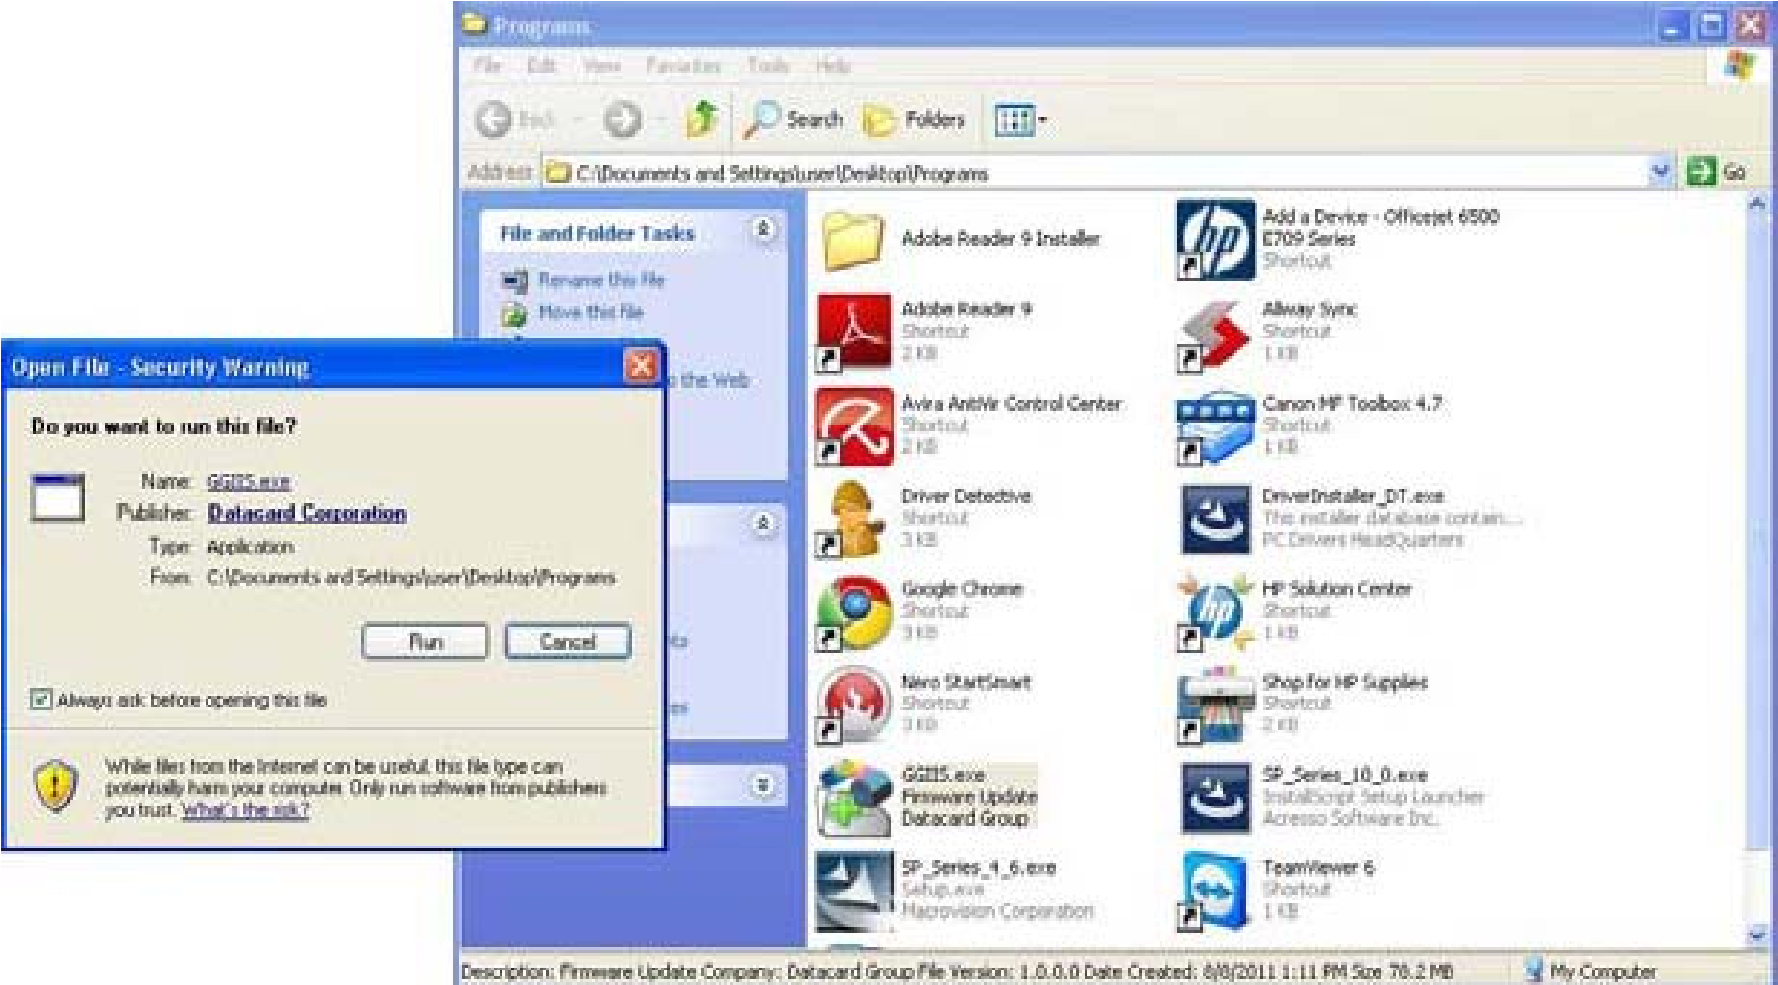 Programs
File Edit View Favorites Tools Help
Back Search Folders
Address C:\Documents and Settings\user\Desktop\Programs Go
File and Folder Tasks
Rename this file
Move this file
o the Web
Adobe Reader 9 Installer
Add a Device - Officejet 6500
E709 Series
Shortcut
Adobe Reader 9
Shortcut
2 KB
Allway Sync
Shortcut
1 KB
Avira AntiVir Control Center
Shortcut
2 KB
Canon MP Toolbox 4.7
Shortcut
1 KB
Driver Detective
Shortcut
3 KB
DriverInstaller_DT.exe
This installer database contain...
PC Drivers HeadQuarters
Google Chrome
Shortcut
3 KB
HP Solution Center
Shortcut
1 KB
Nero StartSmart
Shortcut
3 KB
Shop for HP Supplies
Shortcut
2 KB
Firmware Update
Datacard Group
SP_Series_10_0.exe
InstallScript Setup Launcher
Acresso Software Inc.
SP_Series_4_6.exe
Setup.exe
Macrovision Corporation
TeamViewer 6
Shortcut
1 KB
Description: Firmware Update Company: Datacard Group File Version: 1.0.0.0 Date Created: 8/8/2011 1:11 PM Size 78.2 MB
My Computer
Open File - Security Warning
Do you want to run this file?
Name:
Publisher: Datacard Corporation
Type: Application
From: C:\Documents and Settings\user\Desktop\Programs
Run Cancel
Always ask before opening this file
While files from the Internet can be useful, this file type can
potentially harm your computer. Only run software from publishers
you trust. What's the risk?